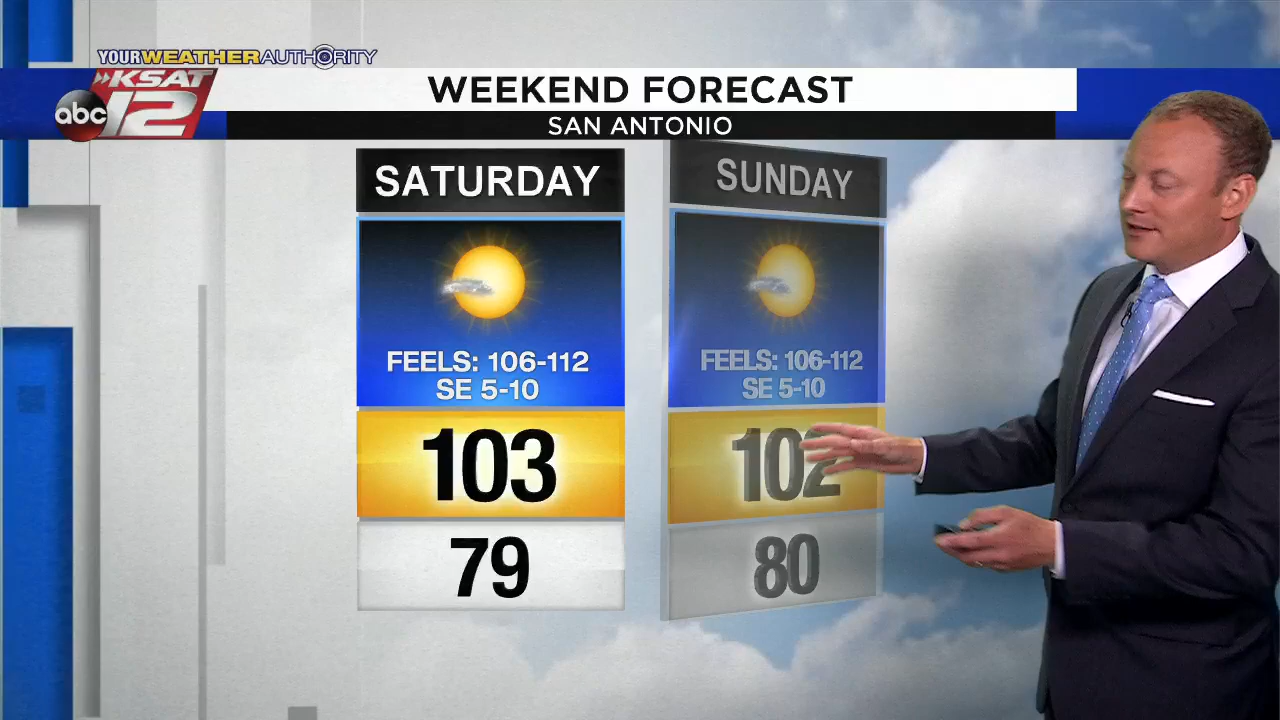 YOUR WEATHER AUTHORITY
KSAT
abc 12
WEEKEND FORECAST
SAN ANTONIO
SATURDAY
FEELS: 106-112
SE 5-10
103
79
SUNDAY
FEELS: 106-112
SE 5-10
102
80